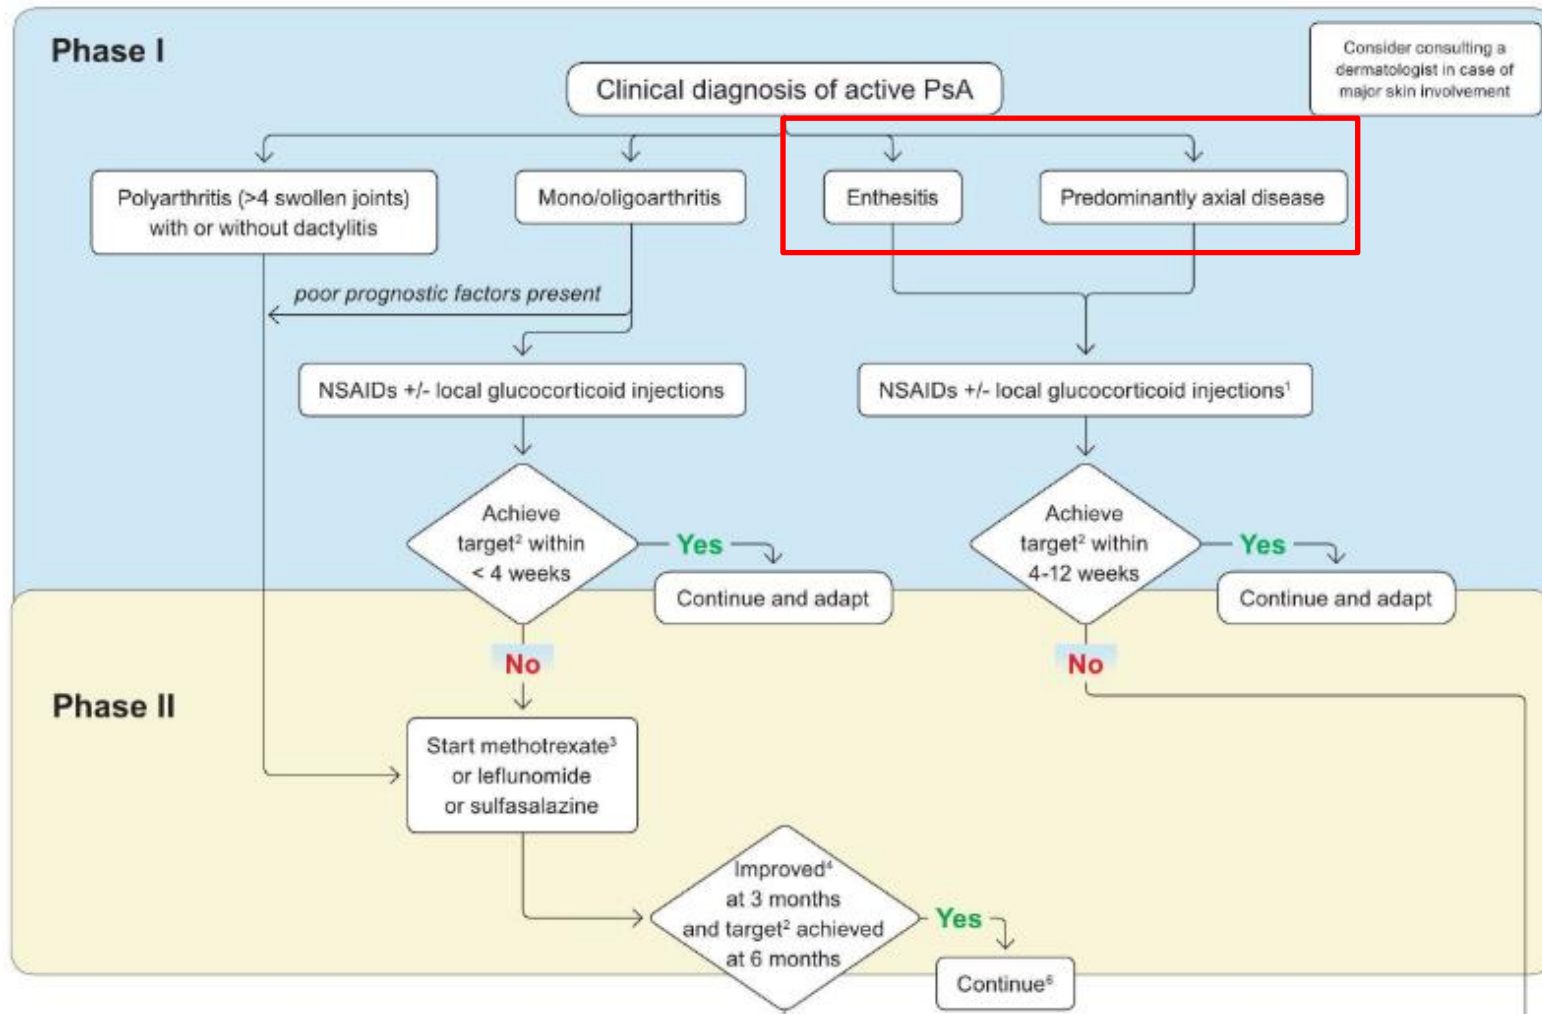 Phase I
Consider consulting a
dermatologist in case of
major skin involvement
Clinical diagnosis of active PsA
Polyarthritis (>4 swollen joints)
with or without dactylitis
Mono/oligoarthritis
Enthesitis
Predominantly axial disease
poor prognostic factors present
NSAIDs +/- local glucocorticoid injections
NSAIDs +/- local glucocorticoid injections¹
Achieve
target² within
< 4 weeks
Yes
Continue and adapt
Achieve
target² within
4-12 weeks
Yes
Continue and adapt
No
No
Phase II
Start methotrexate³
or leflunomide
or sulfasalazine
Improved⁴
at 3 months
and target² achieved
at 6 months
Yes
Continue⁶